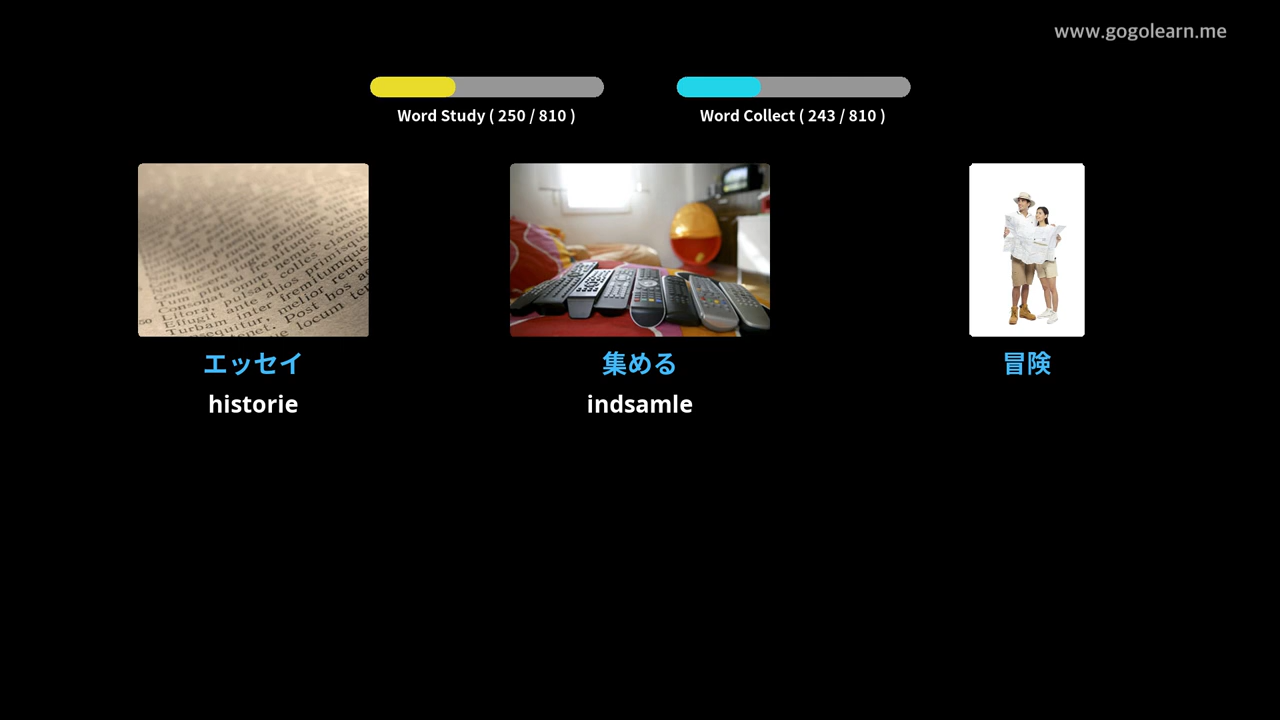 www.gogolearn.me
Word Study ( 250 / 810 )
Word Collect ( 243 / 810 )
エッセイ
historie
集める
indsamle
冒険